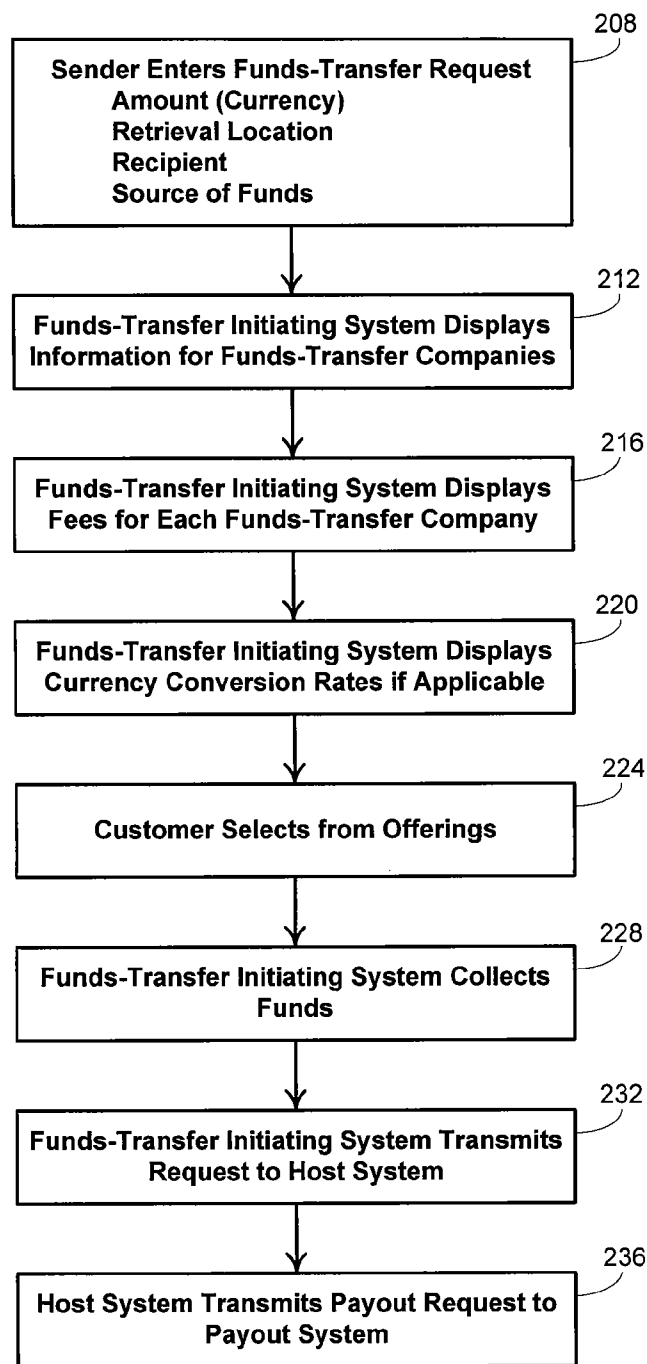 208
Sender Enters Funds-Transfer Request
Amount (Currency)
Retrieval Location
Recipient
Source of Funds
212
Funds-Transfer Initiating System Displays
Information for Funds-Transfer Companies
216
Funds-Transfer Initiating System Displays
Fees for Each Funds-Transfer Company
220
Funds-Transfer Initiating System Displays
Currency Conversion Rates if Applicable
224
Customer Selects from Offerings
228
Funds-Transfer Initiating System Collects
Funds
232
Funds-Transfer Initiating System Transmits
Request to Host System
236
Host System Transmits Payout Request to
Payout System